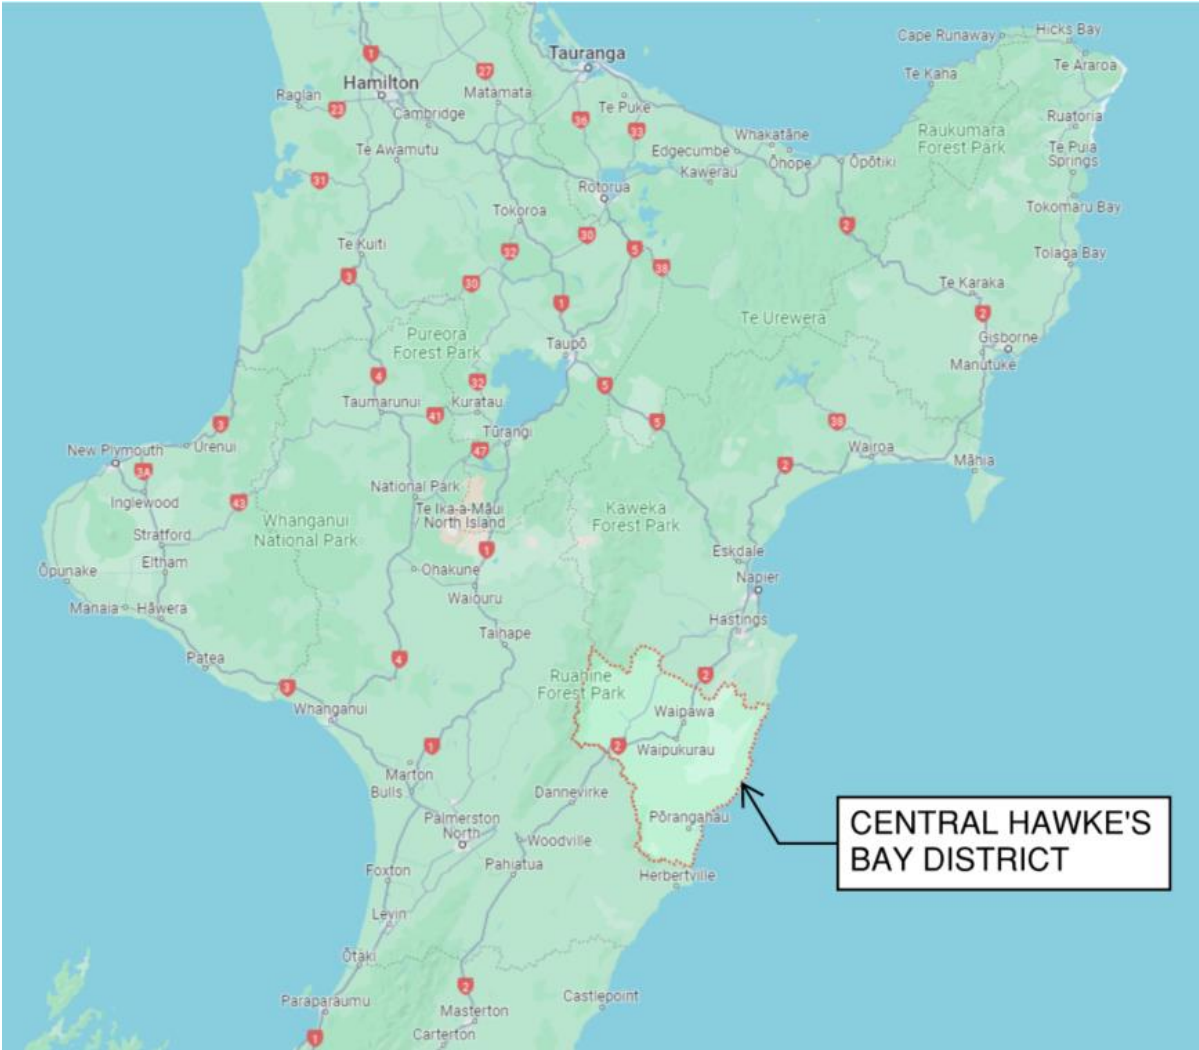 Cape Runaway
Hicks Bay
Te Araroa
Te Kaha
Tauranga
1
27
Hamilton
Matamata
Raglan
23
Cambridge
Te Puke
36
33
Ruatoria
Raukumara
Forest Park
Te Awamutu
Whakatāne
Edgecumbe
Ōhope
Ōpōtiki
Te Puia
Springs
Kawerau
31
Rotorua
Tokoroa
Tokomaru Bay
2
30
32
5
38
Te Kuiti
Tolaga Bay
3
30
Te Karaka
1
2
Te Urewera
Pureora
Forest Park
Taupō
Gisborne
Manutuke
4
32
5
Taumarunui
41
Kuratau
5
38
3
Tūrangi
Urenui
New Plymouth
47
Wairoa
2
Māhia
3A
National Park
Inglewood
43
Te Ika-a-Māui
North Island
Kaweka
Forest Park
Whanganui
National Park
Stratford
1
Eskdale
Eltham
Ōpunake
Ohakune
Napier
Waiouru
Manaia
Hāwera
Hastings
Taihape
Patea
4
Ruahine
Forest Park
2
3
Whanganui
Waipawa
1
2
Waipukurau
Marton
Bulls
Dannevirke
Palmerston
North
Pōrangahau
CENTRAL HAWKE'S
BAY DISTRICT
Woodville
Pahiatua
Foxton
Herbertville
Levin
Ōtaki
2
Castlepoint
Paraparaumu
Masterton
Carterton
1